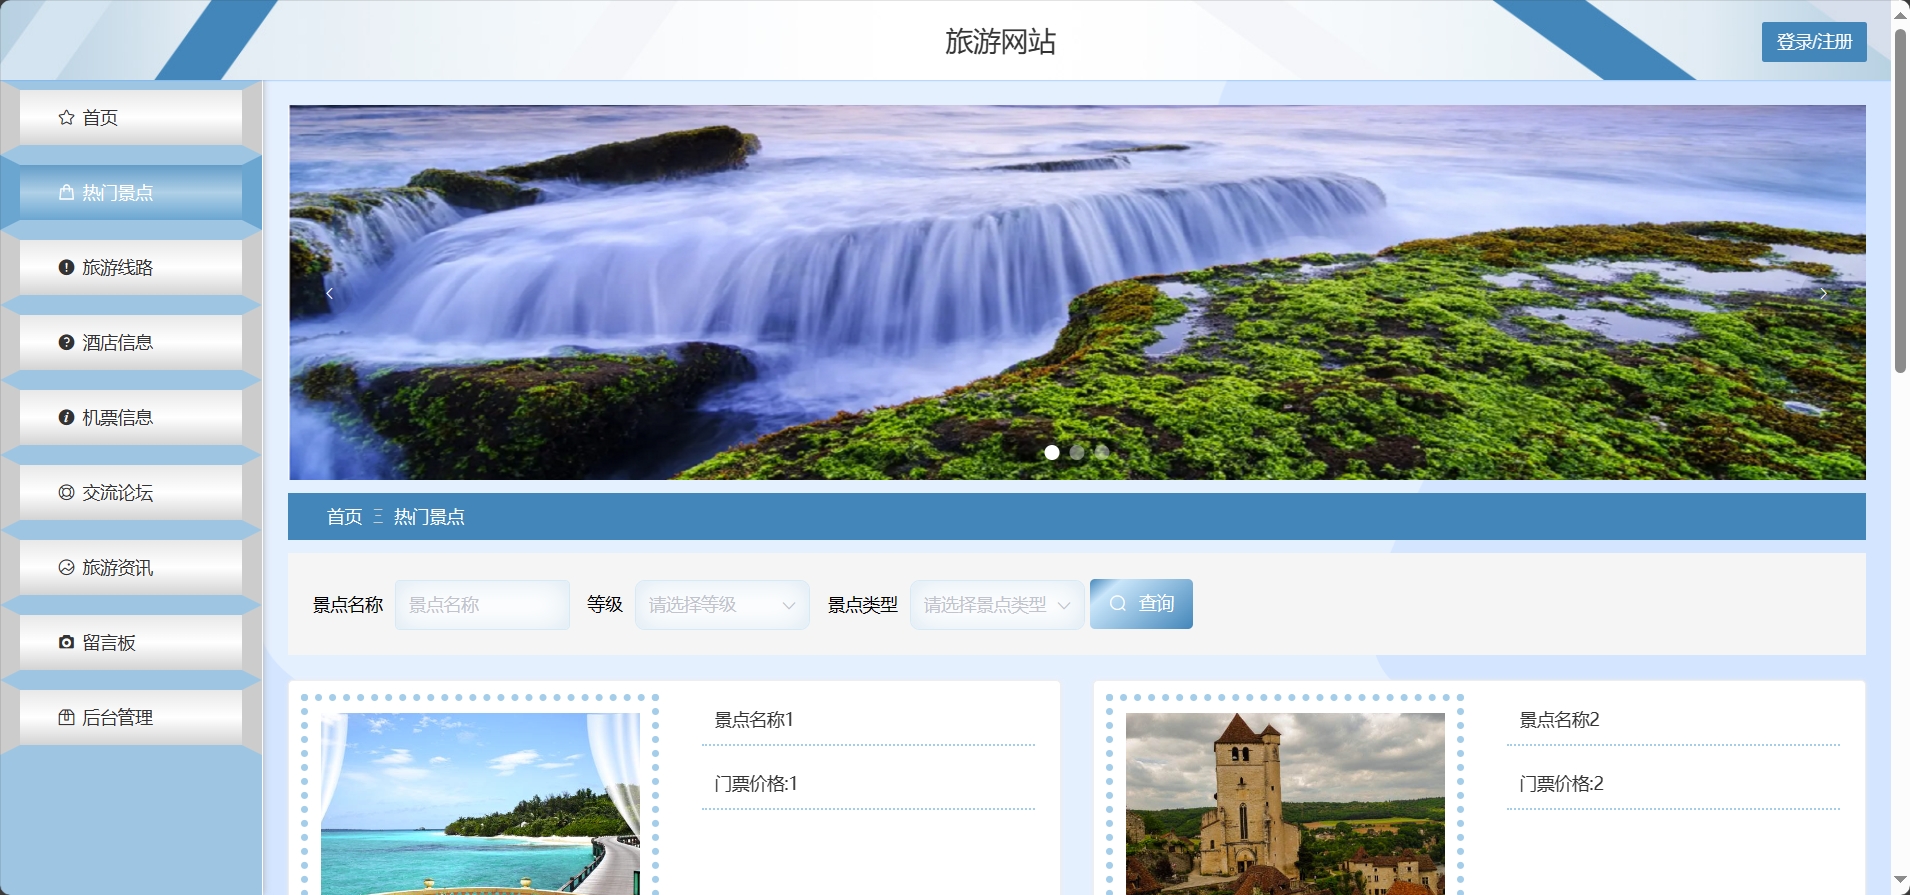 旅游网站
登录/注册
首页
热门景点
旅游线路
酒店信息
机票信息
交流论坛
旅游资讯
留言板
后台管理
首页 三 热门景点
景点名称 景点名称 等级 请选择等级 景点类型 请选择景点类型 查询
景点名称1
门票价格:1
景点名称2
门票价格:2